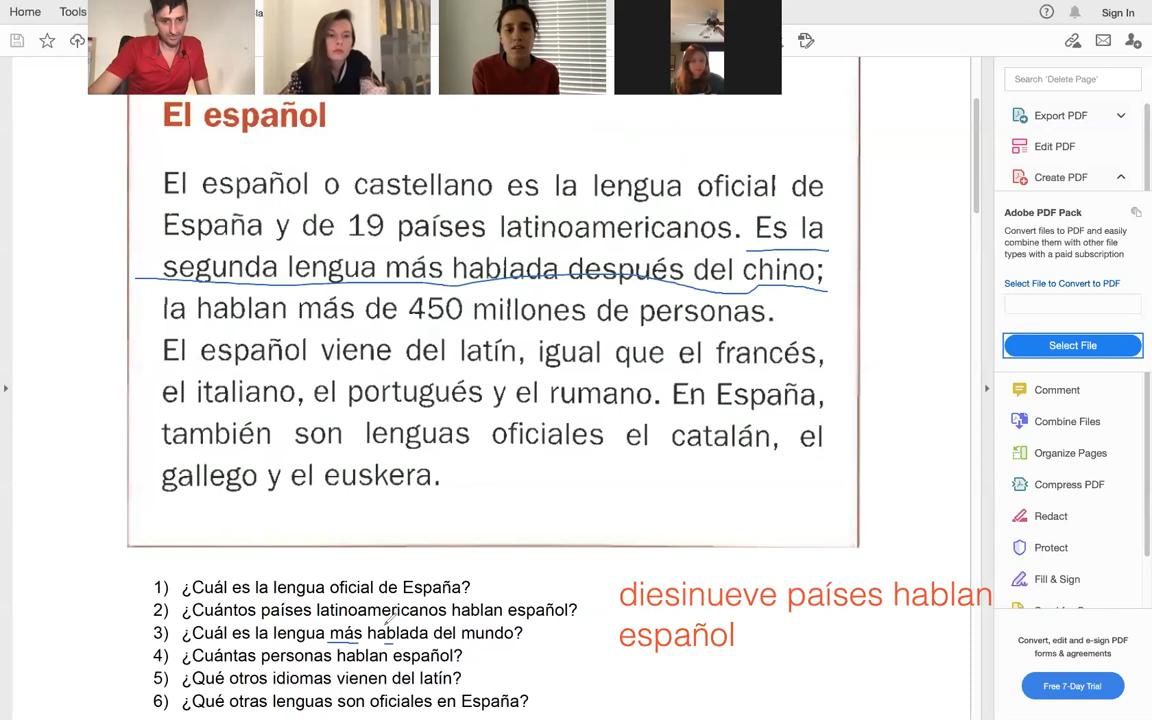 Home
Tools
Sign In
Search 'Delete Page'
Export PDF
Edit PDF
Create PDF
Adobe PDF Pack
Convert files to PDF and easily
combine them with other file
types with a paid subscription
Select File to Convert to PDF
Select File
Comment
Combine Files
Organize Pages
Compress PDF
Redact
Protect
Fill & Sign
Convert, edit and e-sign PDF
forms & agreements
Free 7-Day Trial
El español
El español o castellano es la lengua oficial de
España y de 19 países latinoamericanos. Es la
segunda lengua más hablada después del chino;
la hablan más de 450 millones de personas.
El español viene del latín, igual que el francés,
el italiano, el portugués y el rumano. En España,
también son lenguas oficiales el catalán, el
gallego y el euskera.
1) ¿Cuál es la lengua oficial de España?
2) ¿Cuántos países latinoamericanos hablan español?
3) ¿Cuál es la lengua más hablada del mundo?
4) ¿Cuántas personas hablan español?
5) ¿Qué otros idiomas vienen del latín?
6) ¿Qué otras lenguas son oficiales en España?
diesinueve países hablan
español